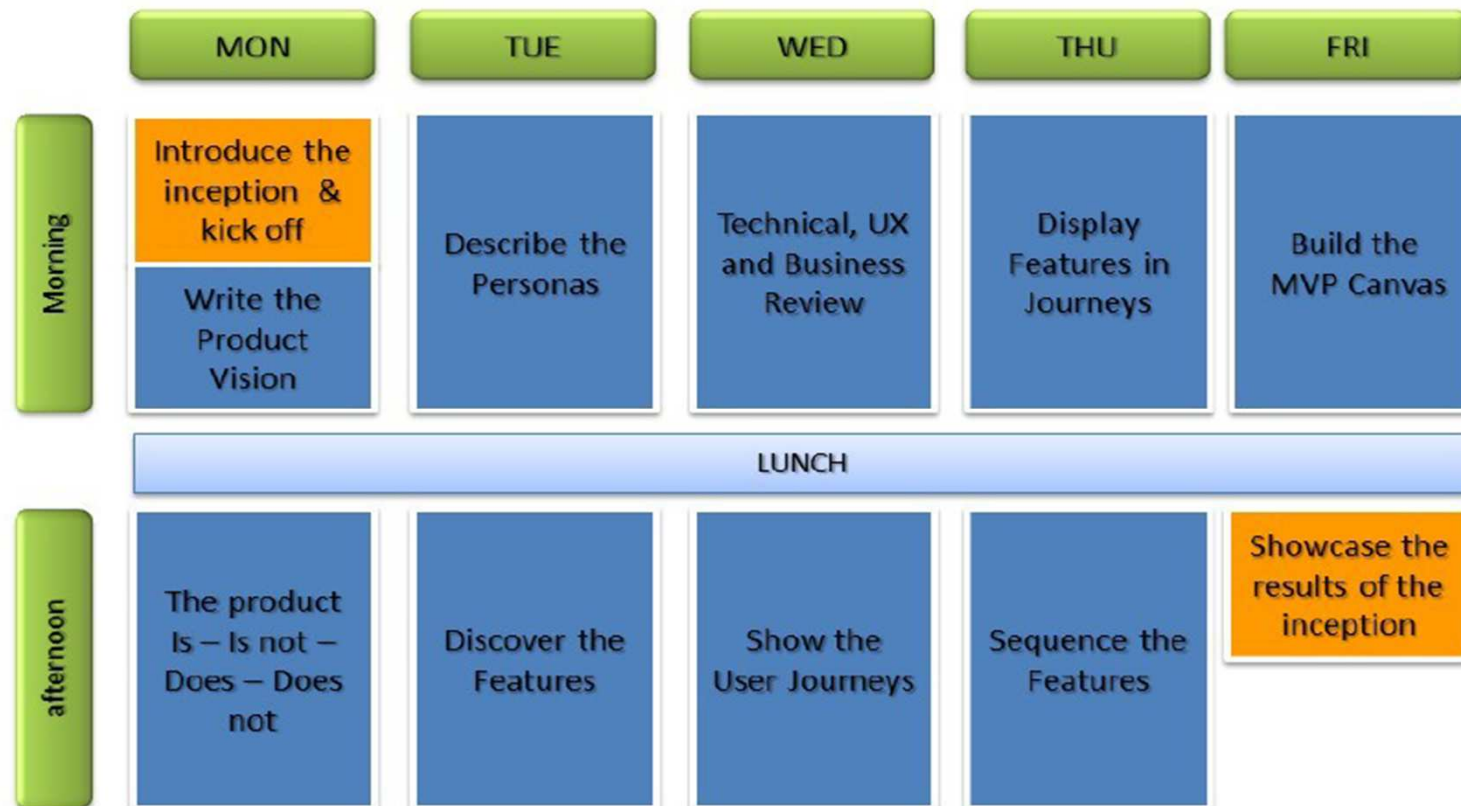 MON
TUE
WED
THU
FRI
Morning
Introduce the
inception &
kick off
Write the
Product
Vision
Describe the
Personas
Technical, UX
and Business
Review
Display
Features in
Journeys
Build the
MVP Canvas
LUNCH
afternoon
The product
Is – Is not –
Does – Does
not
Discover the
Features
Show the
User Journeys
Sequence the
Features
Showcase the
results of the
inception